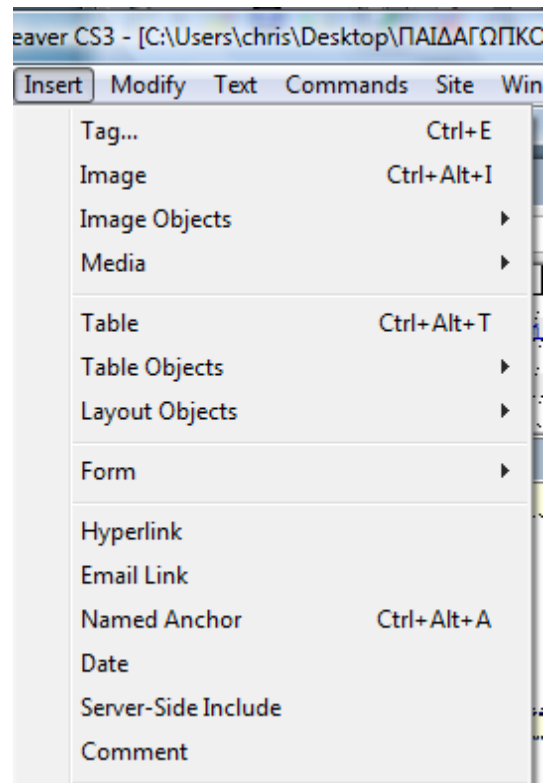 eaver CS3 - [C:\Users\chris\Desktop\ΠΑΙΔΑΓΩΓΙΚΟ
Insert Modify Text Commands Site Win
Tag... Ctrl+E
Image Ctrl+Alt+I
Image Objects
Media
Table Ctrl+Alt+T
Table Objects
Layout Objects
Form
Hyperlink
Email Link
Named Anchor Ctrl+Alt+A
Date
Server-Side Include
Comment